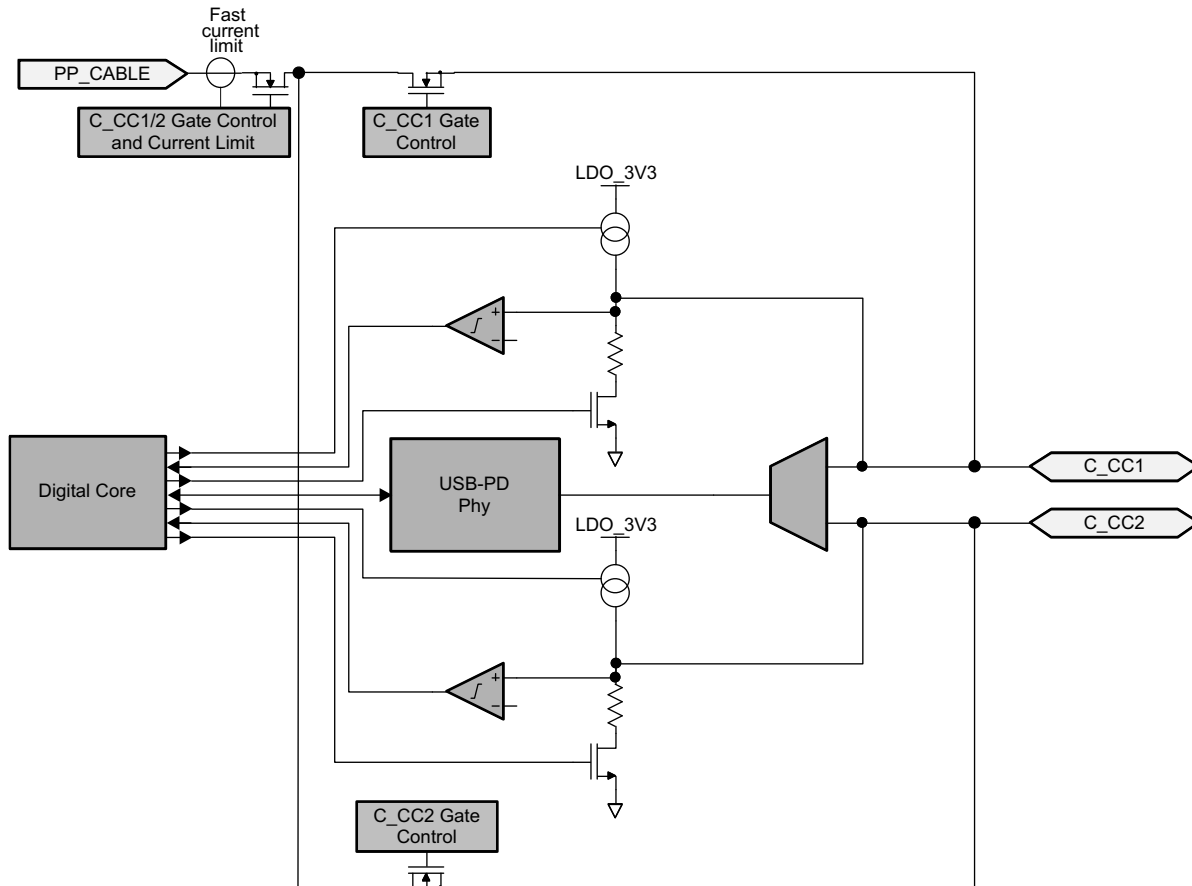 Fast
current
limit
PP_CABLE
C_CC1/2 Gate Control
and Current Limit
C_CC1 Gate
Control
LDO_3V3
+
−
Digital Core
USB-PD
Phy
C_CC1
C_CC2
LDO_3V3
+
−
C_CC2 Gate
Control